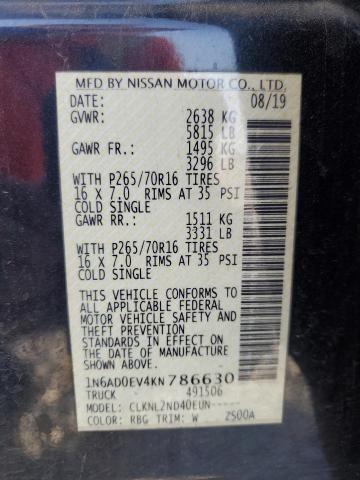 MFD BY NISSAN MOTOR CO., LTD.
DATE: 08/19
GVWR: 2638 KG
5815 LB
GAWR FR.: 1495 KG
3296 LB
WITH P265/70R16 TIRES
16 X 7.0 RIMS AT 35 PSI
COLD SINGLE
GAWR RR.: 1511 KG
3331 LB
WITH P265/70R16 TIRES
16 X 7.0 RIMS AT 35 PSI
COLD SINGLE
THIS VEHICLE CONFORMS TO
ALL APPLICABLE FEDERAL
MOTOR VEHICLE SAFETY AND
THEFT PREVENTION
STANDARDS IN EFFECT ON
THE DATE OF MANUFACTURE
SHOWN ABOVE.
1N6AD0EV4KN786630
TRUCK 491506
MODEL: CLKNL2ND40EUN-----
COLOR: RBG TRIM: W 2500A